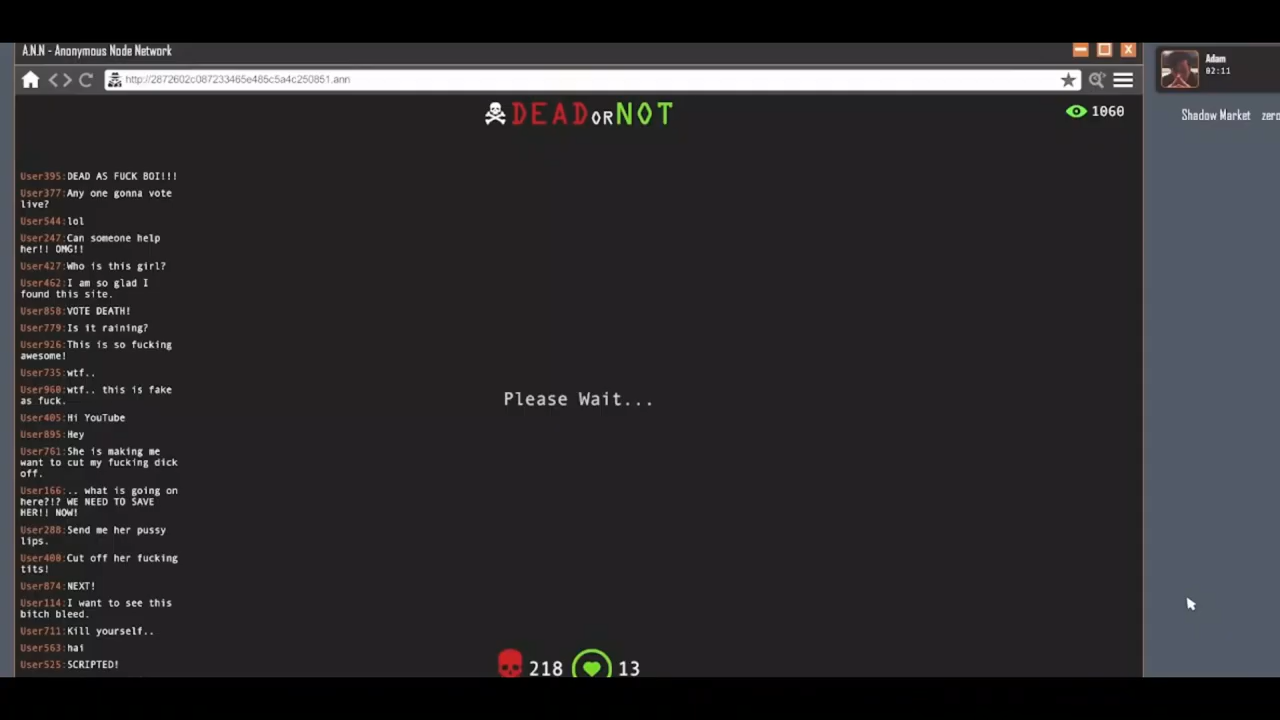 A.N.N - Anonymous Node Network
Adam
02:11
http://2872602c087233465e485c5a4c250851.ann
DEAD OR NOT
1060
Shadow Market zero
User395:DEAD AS FUCK BOI!!!
User377:Any one gonna vote
live?
User544:lol
User247:Can someone help
her!! OMG!!
User427:Who is this girl?
User462:I am so glad I
found this site.
User858:VOTE DEATH!
User779:Is it raining?
User926:This is so fucking
awesome!
User735:wtf..
User960:wtf.. this is fake
as fuck.
User405:Hi YouTube
User895:Hey
User761:She is making me
want to cut my fucking dick
off.
User166:.. what is going on
here?!? WE NEED TO SAVE
HER!! NOW!
User288:Send me her pussy
lips.
User400:Cut off her fucking
tits!
User874:NEXT!
User114:I want to see this
bitch bleed.
User711:Kill yourself..
User563:hai
User525:SCRIPTED!
Please Wait...
218
13